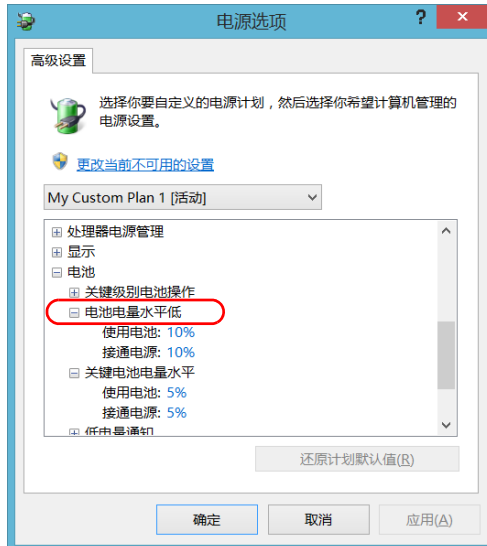 电源选项
?
高级设置
选择你要自定义的电源计划，然后选择你希望计算机管理的
电源设置。
更改当前不可用的设置
My Custom Plan 1 [活动]
处理器电源管理
显示
电池
关键级别电池操作
电池电量水平低
使用电池: 10%
接通电源: 10%
关键电池电量水平
使用电池: 5%
接通电源: 5%
低电量通知
还原计划默认值(R)
确定
取消
应用(A)